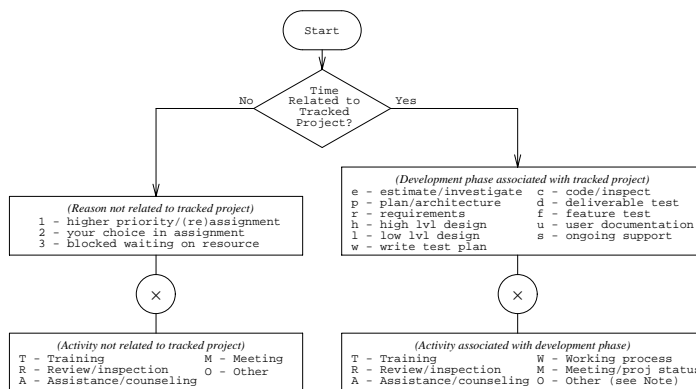 Start
Time
Related to
Tracked
Project?
No
Yes
(Reason not related to tracked project)
1 - higher priority/(re)assignment
2 - your choice in assignment
3 - blocked waiting on resource
×
(Activity not related to tracked project)
T - Training M - Meeting
R - Review/inspection O - Other
A - Assistance/counseling
(Development phase associated with tracked project)
e - estimate/investigate c - code/inspect
p - plan/architecture d - deliverable test
r - requirements f - feature test
h - high lvl design u - user documentation
l - low lvl design s - ongoing support
w - write test plan
×
(Activity associated with development phase)
T - Training W - Working process
R - Review/inspection M - Meeting/proj status
A - Assistance/counseling O - Other (see Note)